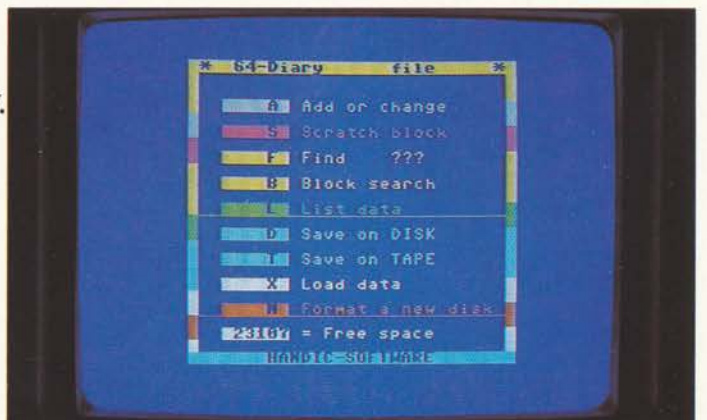 * 64-Diary file *
A Add or change
S Scratch block
F Find ???
B Block search
L List data
D Save on DISK
T Save on TAPE
X Load data
N Format a new disk
23107 = Free space
HANDIC-SOFTWARE